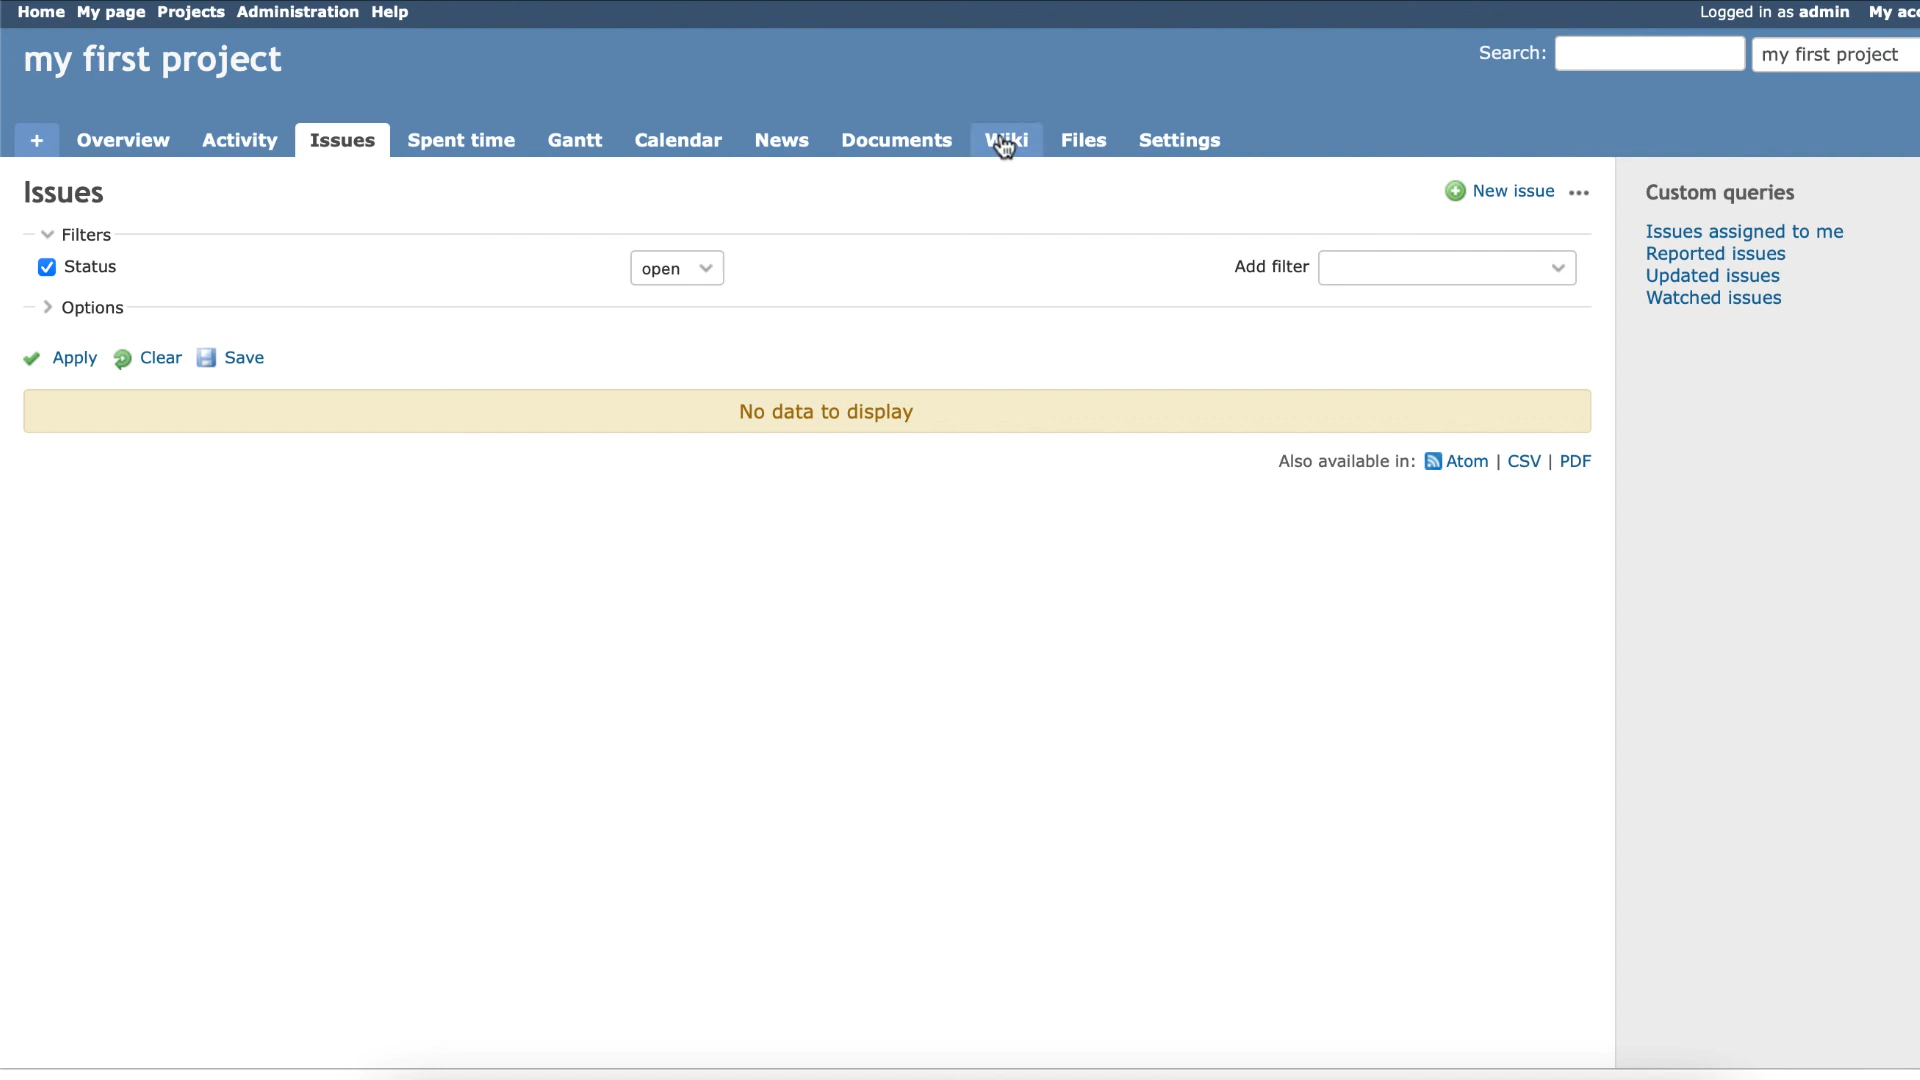 Home My page Projects Administration Help
Logged in as admin My
my first project
Search:
my first project
+ Overview Activity Issues Spent time Gantt Calendar News Documents Wiki Files Settings
Issues
New issue
Filters
Status
open
Add filter
Options
Apply Clear Save
No data to display
Also available in: Atom | CSV | PDF
Custom queries
Issues assigned to me
Reported issues
Updated issues
Watched issues